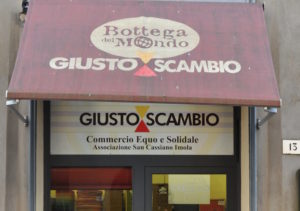 Bottega
del Mondo
GIUSTO SCAMBIO
GIUSTO SCAMBIO
Commercio Equo e Solidale
Associazione San Cassiano Imola
13